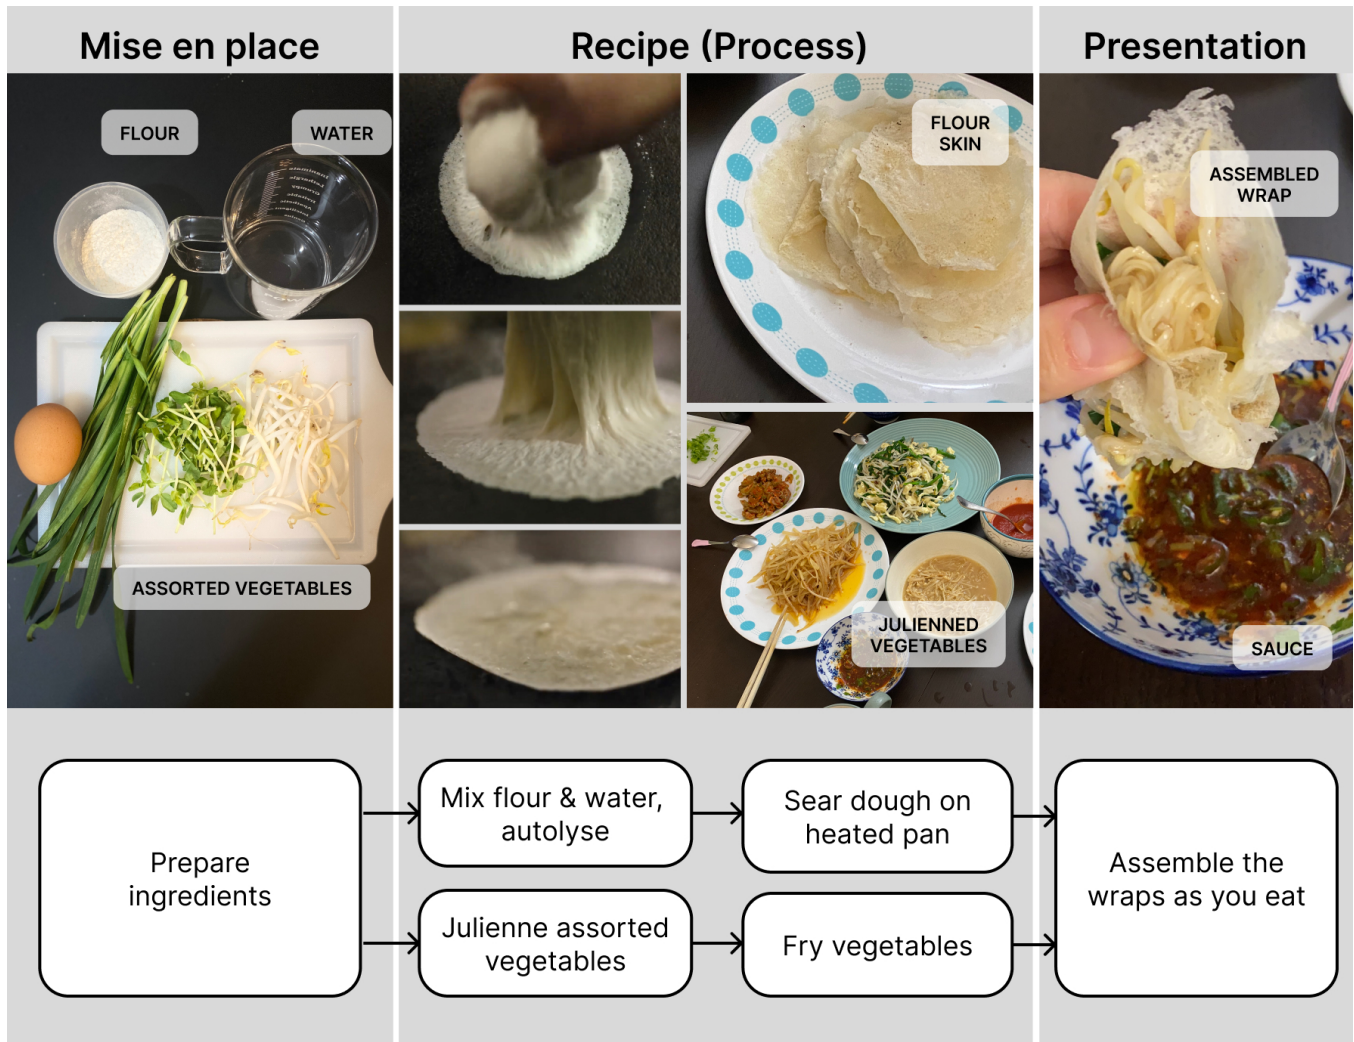 Mise en place
Recipe (Process)
Presentation
FLOUR
WATER
ASSORTED VEGETABLES
FLOUR
SKIN
JULIENNED
VEGETABLES
ASSEMBLED
WRAP
SAUCE
Prepare
ingredients
Mix flour & water,
autolyse
Sear dough on
heated pan
Julienne assorted
vegetables
Fry vegetables
Assemble the
wraps as you eat